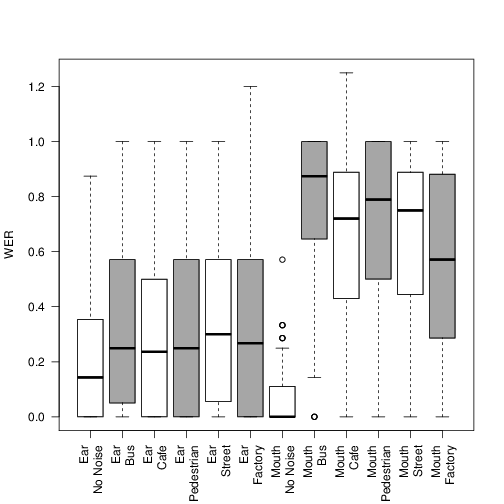 WER
1.2
1.0
0.8
0.6
0.4
0.2
0.0
Ear
No Noise
Ear
Bus
Ear
Cafe
Ear
Pedestrian
Ear
Street
Ear
Factory
Mouth
No Noise
Mouth
Bus
Mouth
Cafe
Mouth
Pedestrian
Mouth
Street
Mouth
Factory